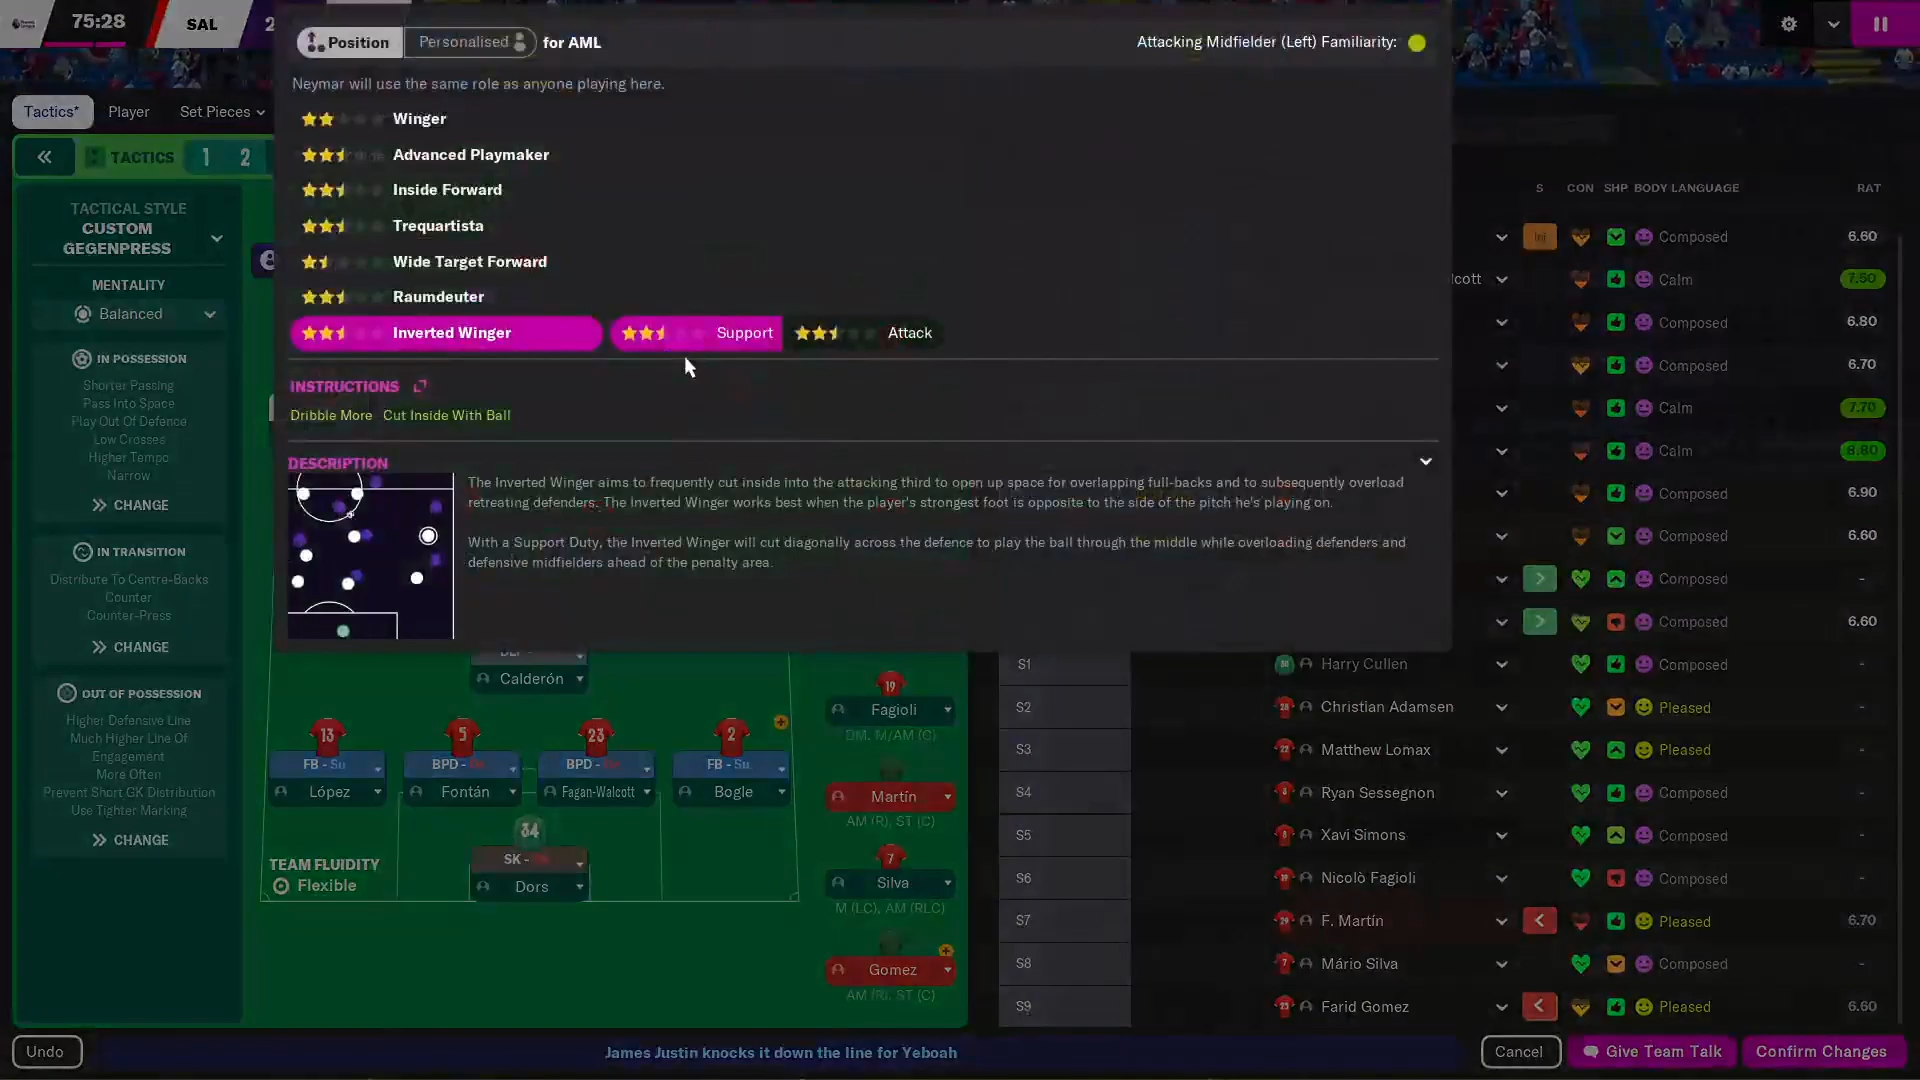 75:28 SAL 2
Position Personalised for AML
Attacking Midfielder (Left) Familiarity:
Neymar will use the same role as anyone playing here.
Winger
Advanced Playmaker
Inside Forward
Trequartista
Wide Target Forward
Raumdeuter
Inverted Winger Support Attack
INSTRUCTIONS
Dribble More Cut Inside With Ball
DESCRIPTION
The Inverted Winger aims to frequently cut inside into the attacking third to open up space for overlapping full-backs and to subsequently overload
retreating defenders. The Inverted Winger works best when the player's strongest foot is opposite to the side of the pitch he's playing on.
With a Support Duty, the Inverted Winger will cut diagonally across the defence to play the ball through the middle while overloading defenders and
defensive midfielders ahead of the penalty area.
Tactics* Player Set Pieces
TACTICS 1 2
TACTICAL STYLE
CUSTOM
GEGENPRESS
MENTALITY
Balanced
IN POSSESSION
Shorter Passing
Pass Into Space
Play Out Of Defence
Low Crosses
Higher Tempo
Narrow
CHANGE
IN TRANSITION
Distribute To Centre-Backs
Counter
Counter-Press
CHANGE
OUT OF POSSESSION
Higher Defensive Line
Much Higher Line Of
Engagement
More Often
Prevent Short GK Distribution
Use Tighter Marking
CHANGE
Calderón
13 5 23 2
FB - Su BPD - BPD - FB - Su
López Fontán Fagan-Walcott Bogle
34
SK -
Dors
TEAM FLUIDITY
Flexible
19
Fagioli
DM, M/AM (C)
Martín
AM (R), ST (C)
7
Silva
M (LC), AM (RLC)
Gomez
AM (R), ST (C)
S CON SHP BODY LANGUAGE RAT
Composed 6.60
lcott Calm 7.50
Composed 6.80
Composed 6.70
Calm 7.70
Calm 8.80
Composed 6.90
Composed 6.60
Composed -
Composed 6.60
S1 Harry Cullen Composed -
S2 Christian Adamsen Pleased -
S3 Matthew Lomax Pleased -
S4 Ryan Sessegnon Composed -
S5 Xavi Simons Composed -
S6 Nicolò Fagioli Composed -
S7 F. Martín Pleased 6.70
S8 Mário Silva Composed -
S9 Farid Gomez Pleased 6.60
Undo
James Justin knocks it down the line for Yeboah
Cancel Give Team Talk Confirm Changes